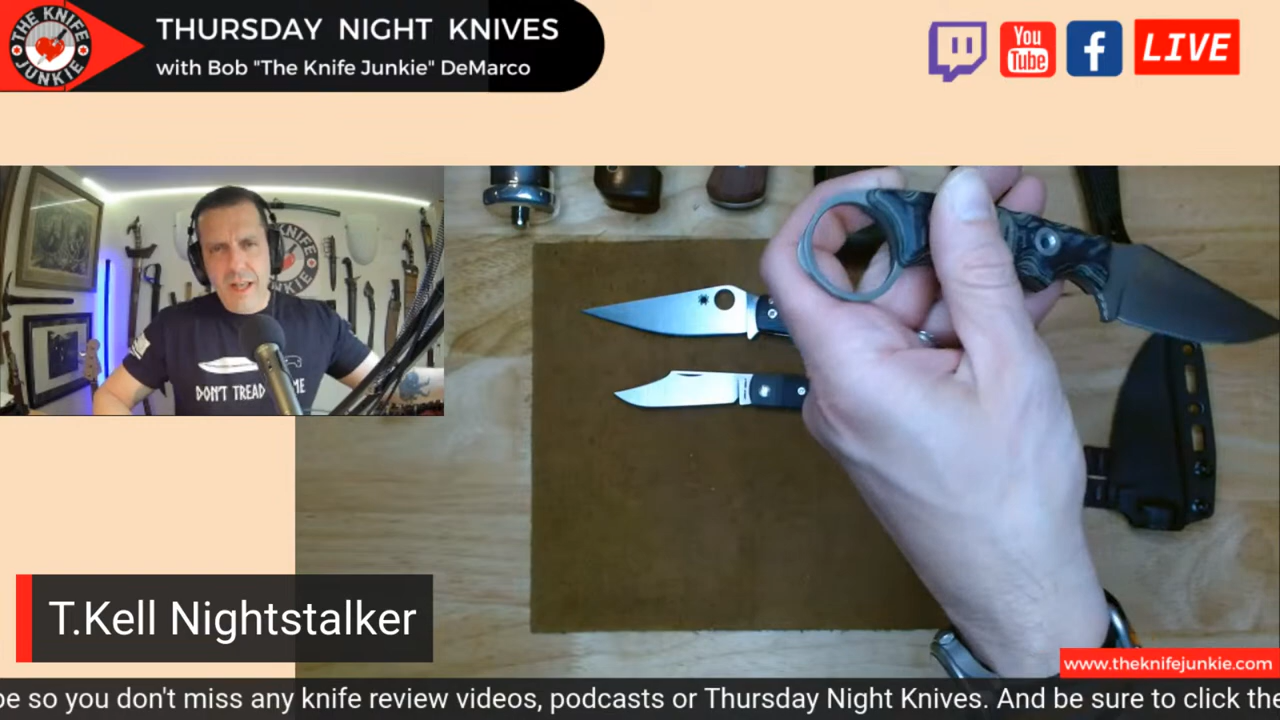 THE KNIFE
JUNKIE
THURSDAY NIGHT KNIVES
with Bob "The Knife Junkie" DeMarco
You
Tube
LIVE
KNIFE
DON'T TREAD ME
T.Kell Nightstalker
www.theknifejunkie.com
be so you don't miss any knife review videos, podcasts or Thursday Night Knives. And be sure to click the